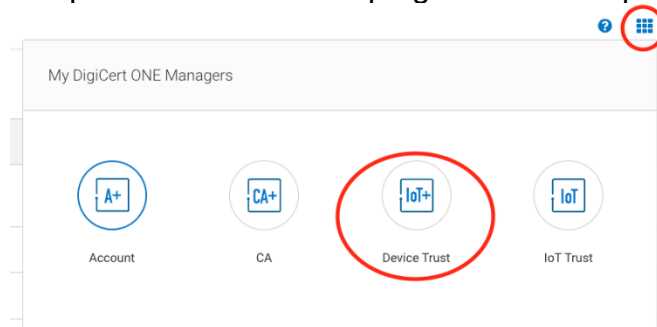 ?
My DigiCert ONE Managers
A+
CA+
IoT+
IoT
Account
CA
Device Trust
IoT Trust